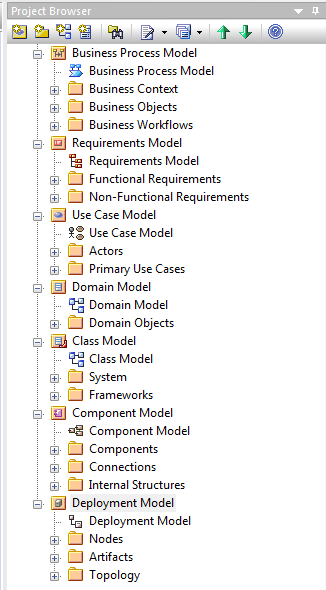 Project Browser
Business Process Model
Business Process Model
Business Context
Business Objects
Business Workflows
Requirements Model
Requirements Model
Functional Requirements
Non-Functional Requirements
Use Case Model
Use Case Model
Actors
Primary Use Cases
Domain Model
Domain Model
Domain Objects
Class Model
Class Model
System
Frameworks
Component Model
Component Model
Components
Connections
Internal Structures
Deployment Model
Deployment Model
Nodes
Artifacts
Topology